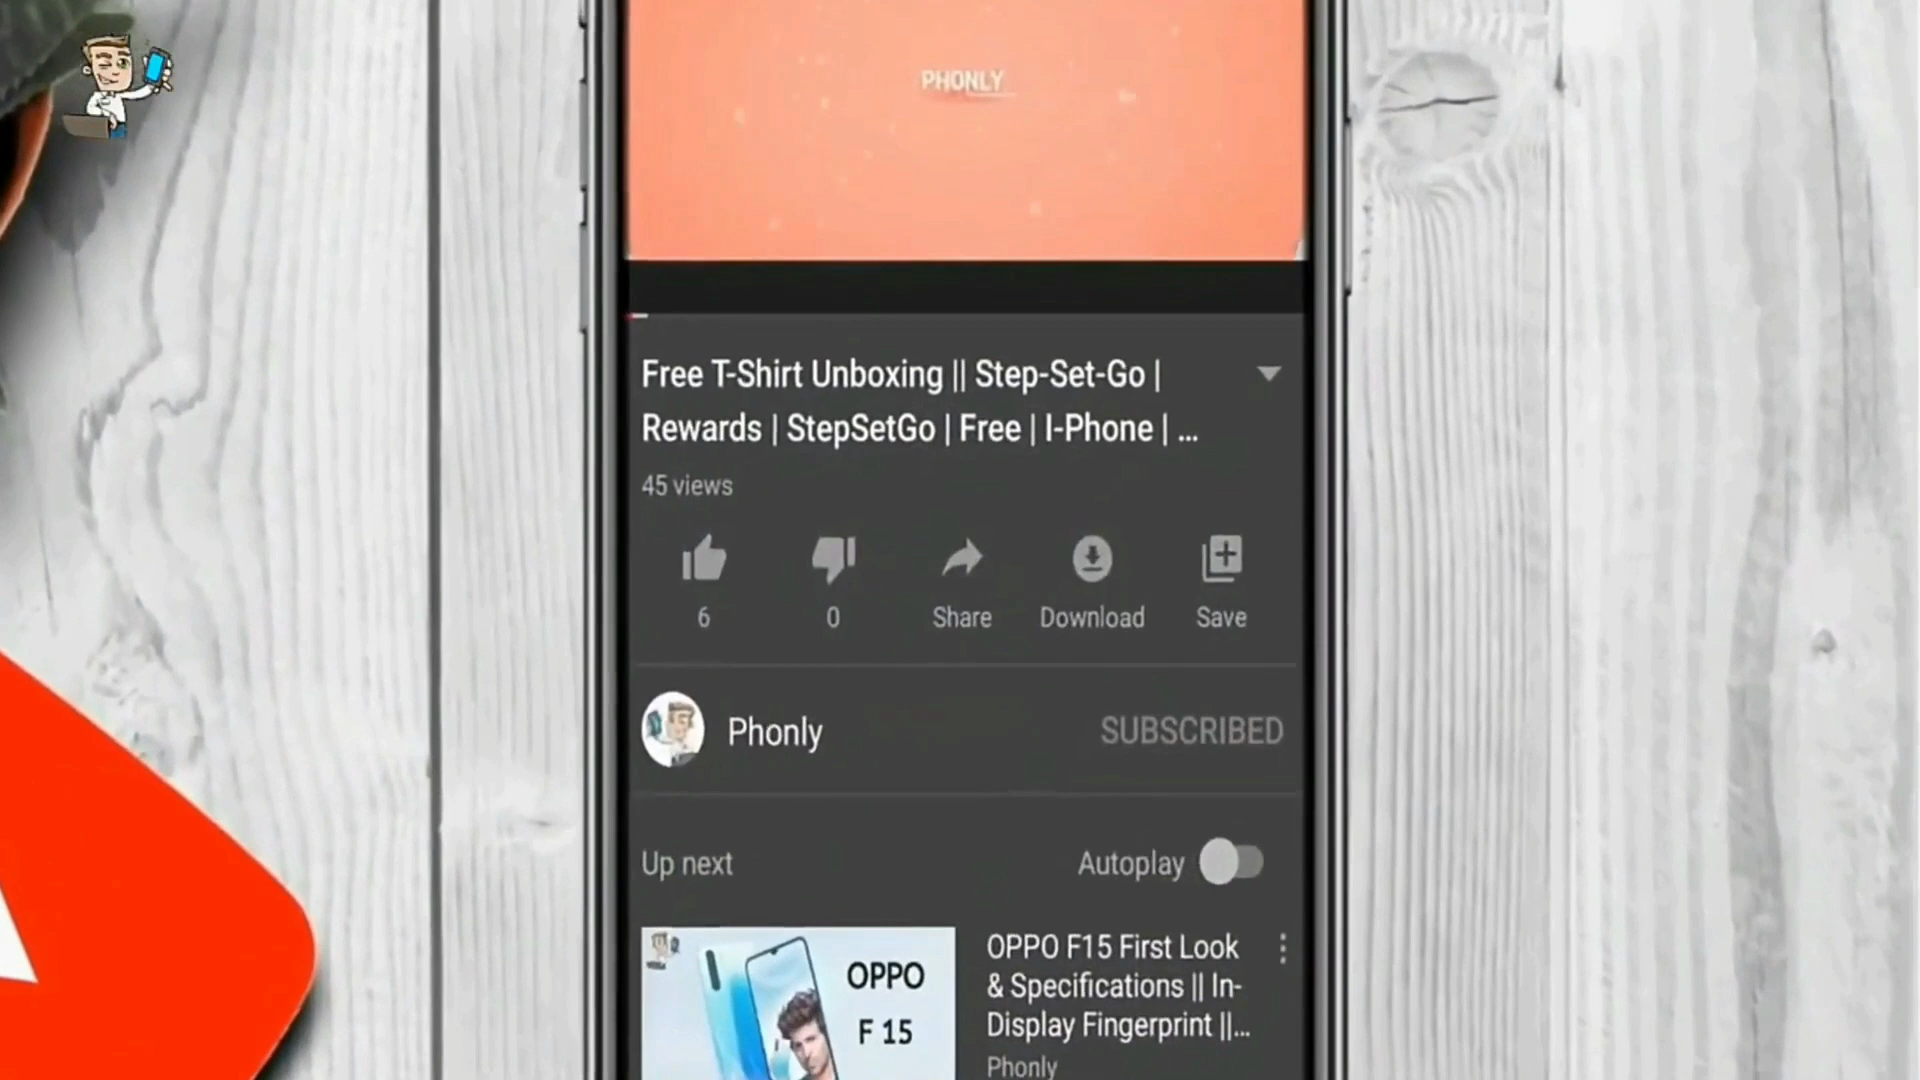 PHONLY
Free T-Shirt Unboxing || Step-Set-Go |
Rewards | StepSetGo | Free | I-Phone | ...
45 views
6
0
Share
Download
Save
Phonly
SUBSCRIBED
Up next
Autoplay
OPPO
F 15
OPPO F15 First Look
& Specifications || In-
Display Fingerprint ||...
Phonly